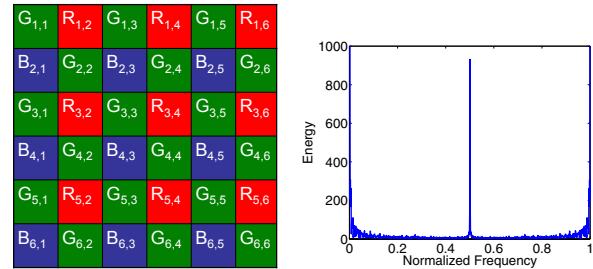 G1,1 R1,2 G1,3 R1,4 G1,5 R1,6
B2,1 G2,2 B2,3 G2,4 B2,5 G2,6
G3,1 R3,2 G3,3 R3,4 G3,5 R3,6
B4,1 G4,2 B4,3 G4,4 B4,5 G4,6
G5,1 R5,2 G5,3 R5,4 G5,5 R5,6
B6,1 G6,2 B6,3 G6,4 B6,5 G6,6
1000
800
600
400
200
0
Energy
0 0.2 0.4 0.6 0.8 1
Normalized Frequency